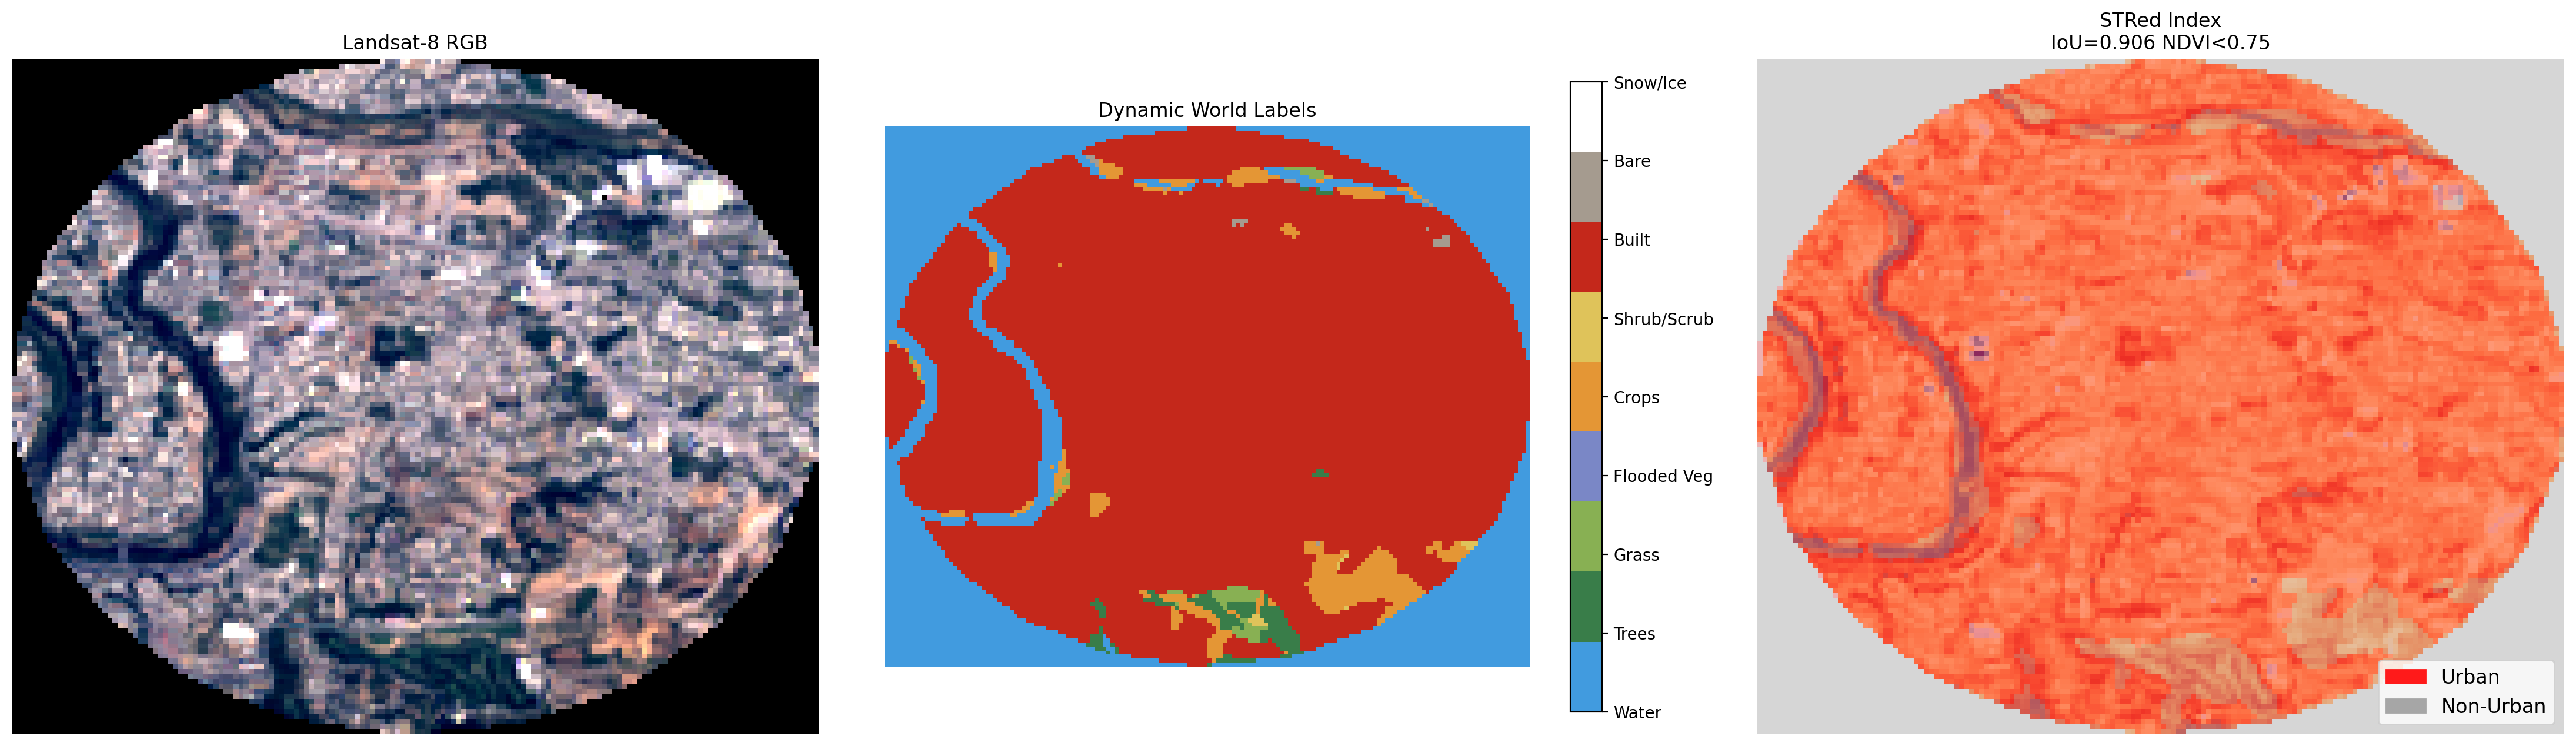 Landsat-8 RGB
Dynamic World Labels
Snow/Ice
Bare
Built
Shrub/Scrub
Crops
Flooded Veg
Grass
Trees
Water
STRed Index
IoU=0.906 NDVI<0.75
Urban
Non-Urban